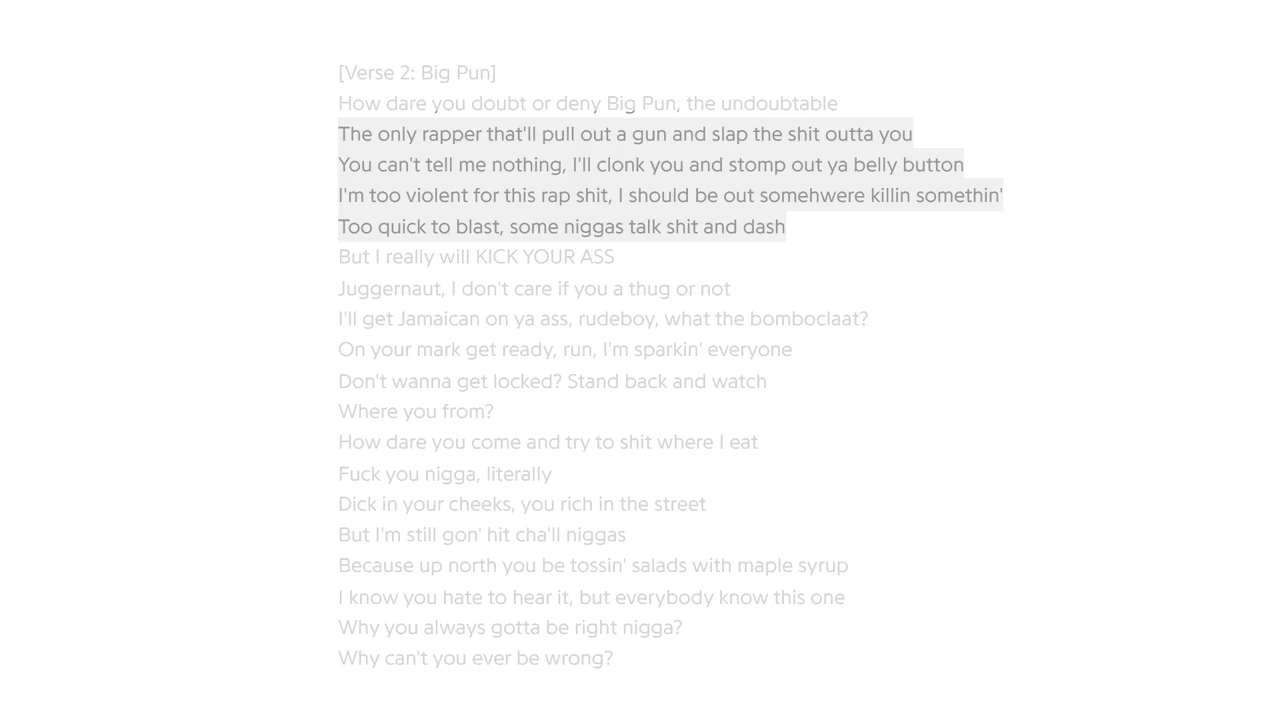 [Verse 2: Big Pun]
How dare you doubt or deny Big Pun, the undoubtable
The only rapper that'll pull out a gun and slap the shit outta you
You can't tell me nothing, I'll clonk you and stomp out ya belly button
I'm too violent for this rap shit, I should be out somehwere killin somethin'
Too quick to blast, some niggas talk shit and dash
But I really will KICK YOUR ASS
Juggernaut, I don't care if you a thug or not
I'll get Jamaican on ya ass, rudeboy, what the bomboclaat?
On your mark get ready, run, I'm sparkin' everyone
Don't wanna get locked? Stand back and watch
Where you from?
How dare you come and try to shit where I eat
Fuck you nigga, literally
Dick in your cheeks, you rich in the street
But I'm still gon' hit cha'll niggas
Because up north you be tossin' salads with maple syrup
I know you hate to hear it, but everybody know this one
Why you always gotta be right nigga?
Why can't you ever be wrong?